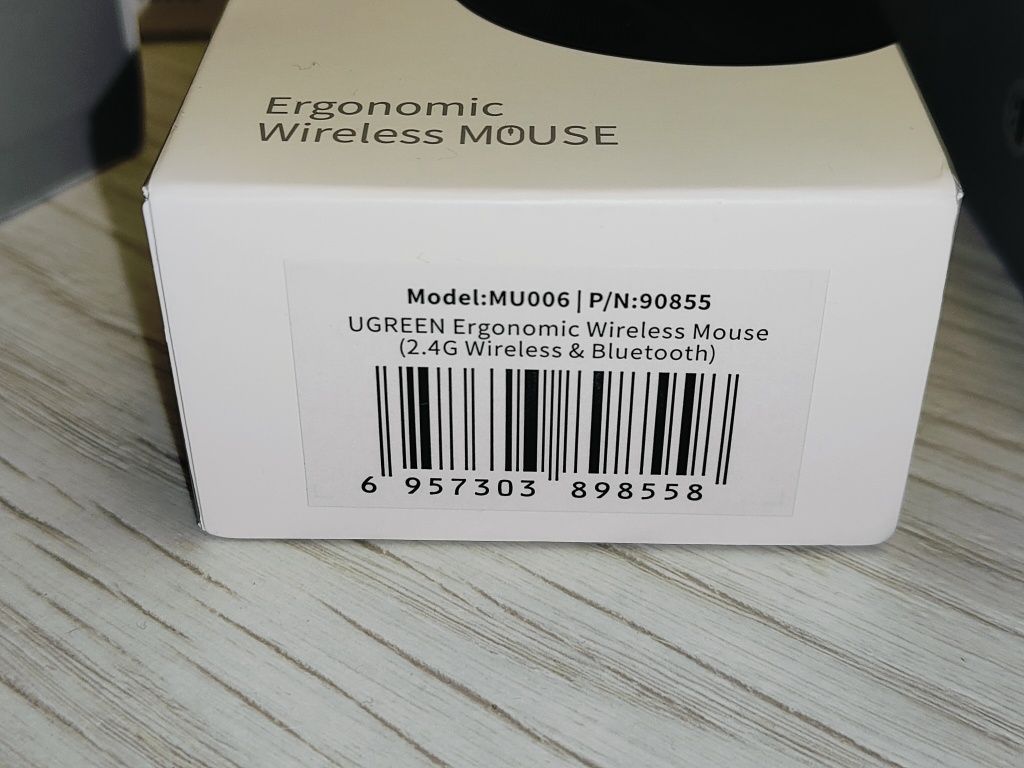 Ergonomic
Wireless MOUSE
Model:MU006 | P/N:90855
UGREEN Ergonomic Wireless Mouse
(2.4G Wireless & Bluetooth)
6 957303 898558